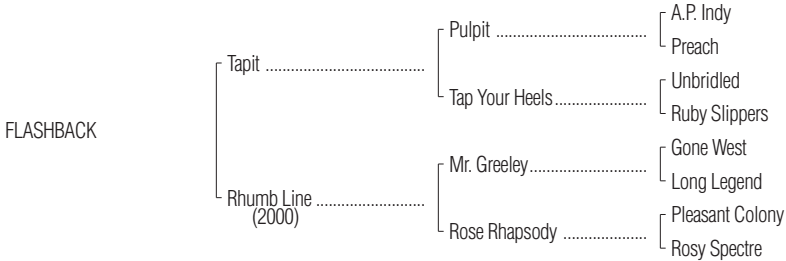 A.P. Indy
Pulpit ....................................
Preach
Tapit ......................................
Unbridled
Tap Your Heels......................
Ruby Slippers
FLASHBACK
Gone West
Mr. Greeley............................
Long Legend
Rhumb Line ..........................
(2000)
Pleasant Colony
Rose Rhapsody ....................
Rosy Spectre